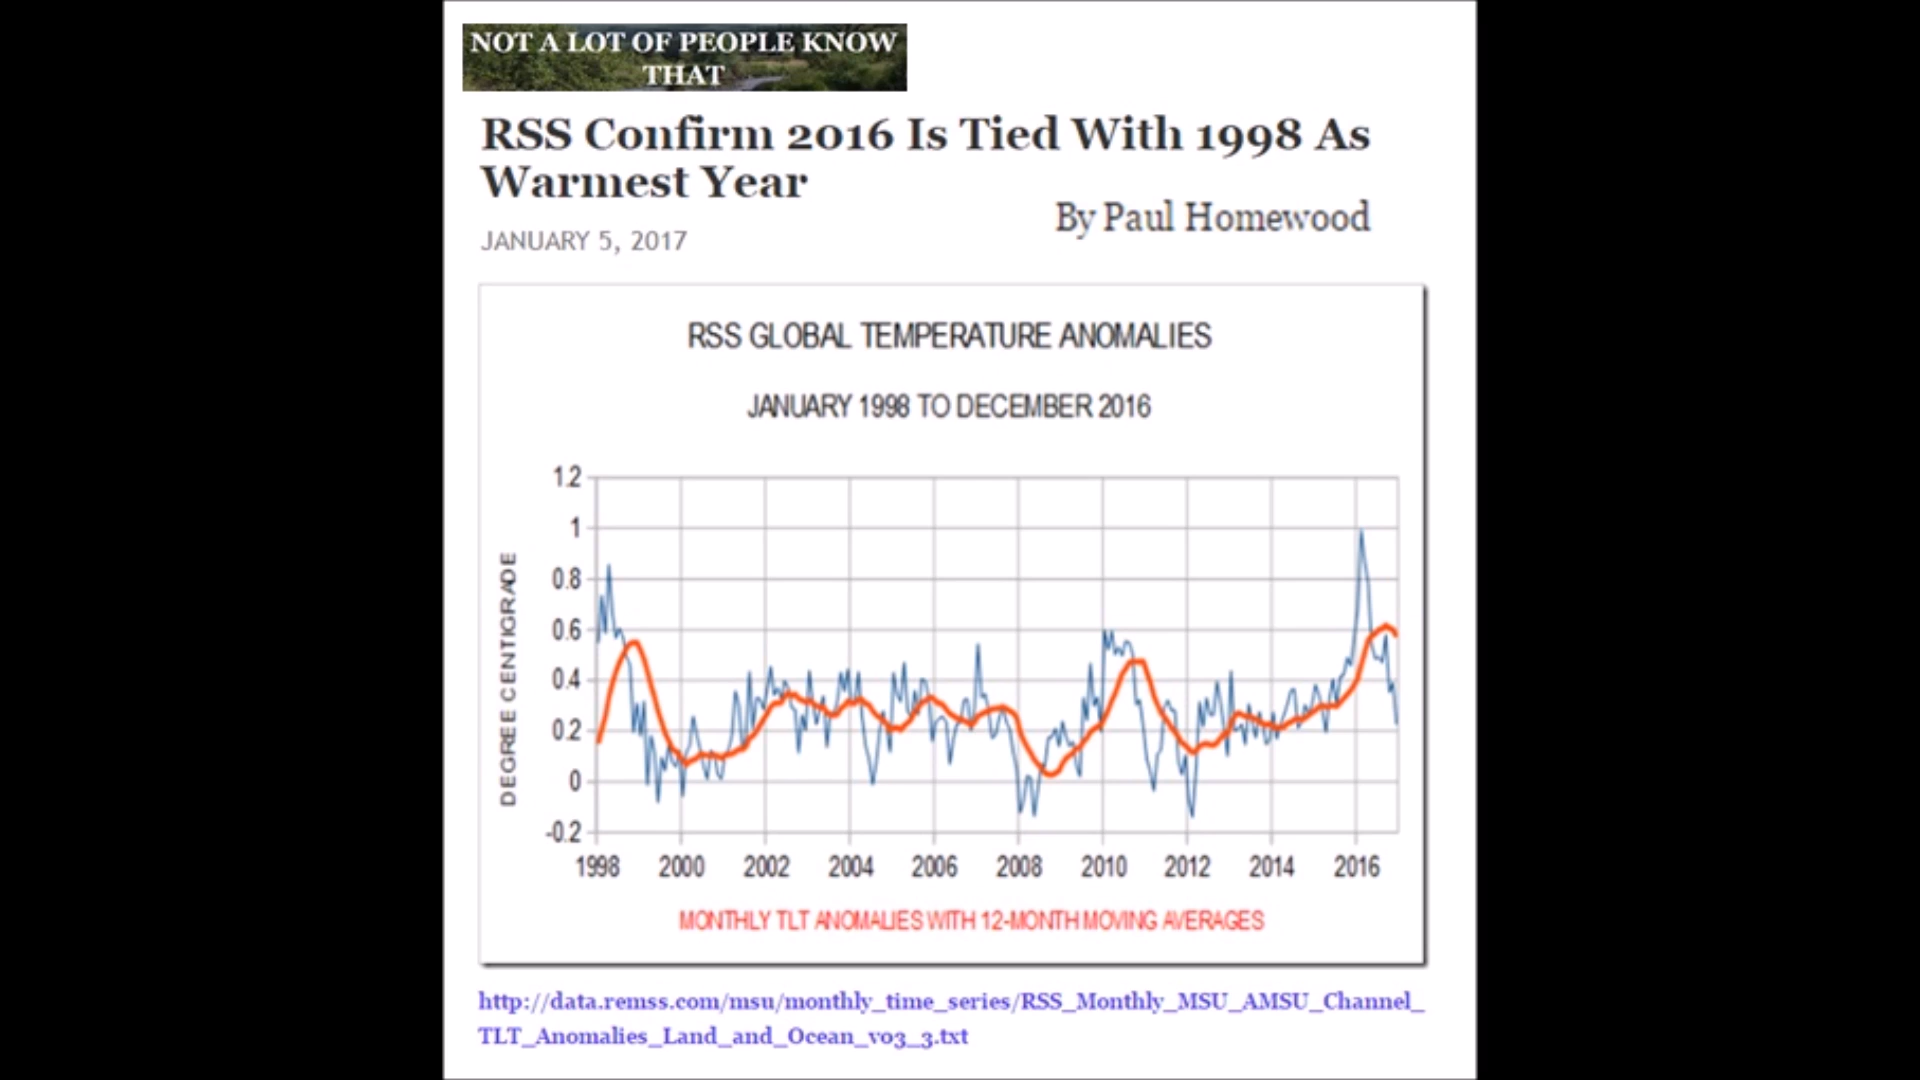 NOT A LOT OF PEOPLE KNOW
THAT
RSS Confirm 2016 Is Tied With 1998 As
Warmest Year
By Paul Homewood
JANUARY 5, 2017
RSS GLOBAL TEMPERATURE ANOMALIES
JANUARY 1998 TO DECEMBER 2016
1.2
1
0.8
0.6
0.4
0.2
0
-0.2
DEGREE CENTIGRADE
1998 2000 2002 2004 2006 2008 2010 2012 2014 2016
MONTHLY TLT ANOMALIES WITH 12-MONTH MOVING AVERAGES
http://data.remss.com/msu/monthly_time_series/RSS_Monthly_MSU_AMSU_Channel_
TLT_Anomalies_Land_and_Ocean_v03_3.txt